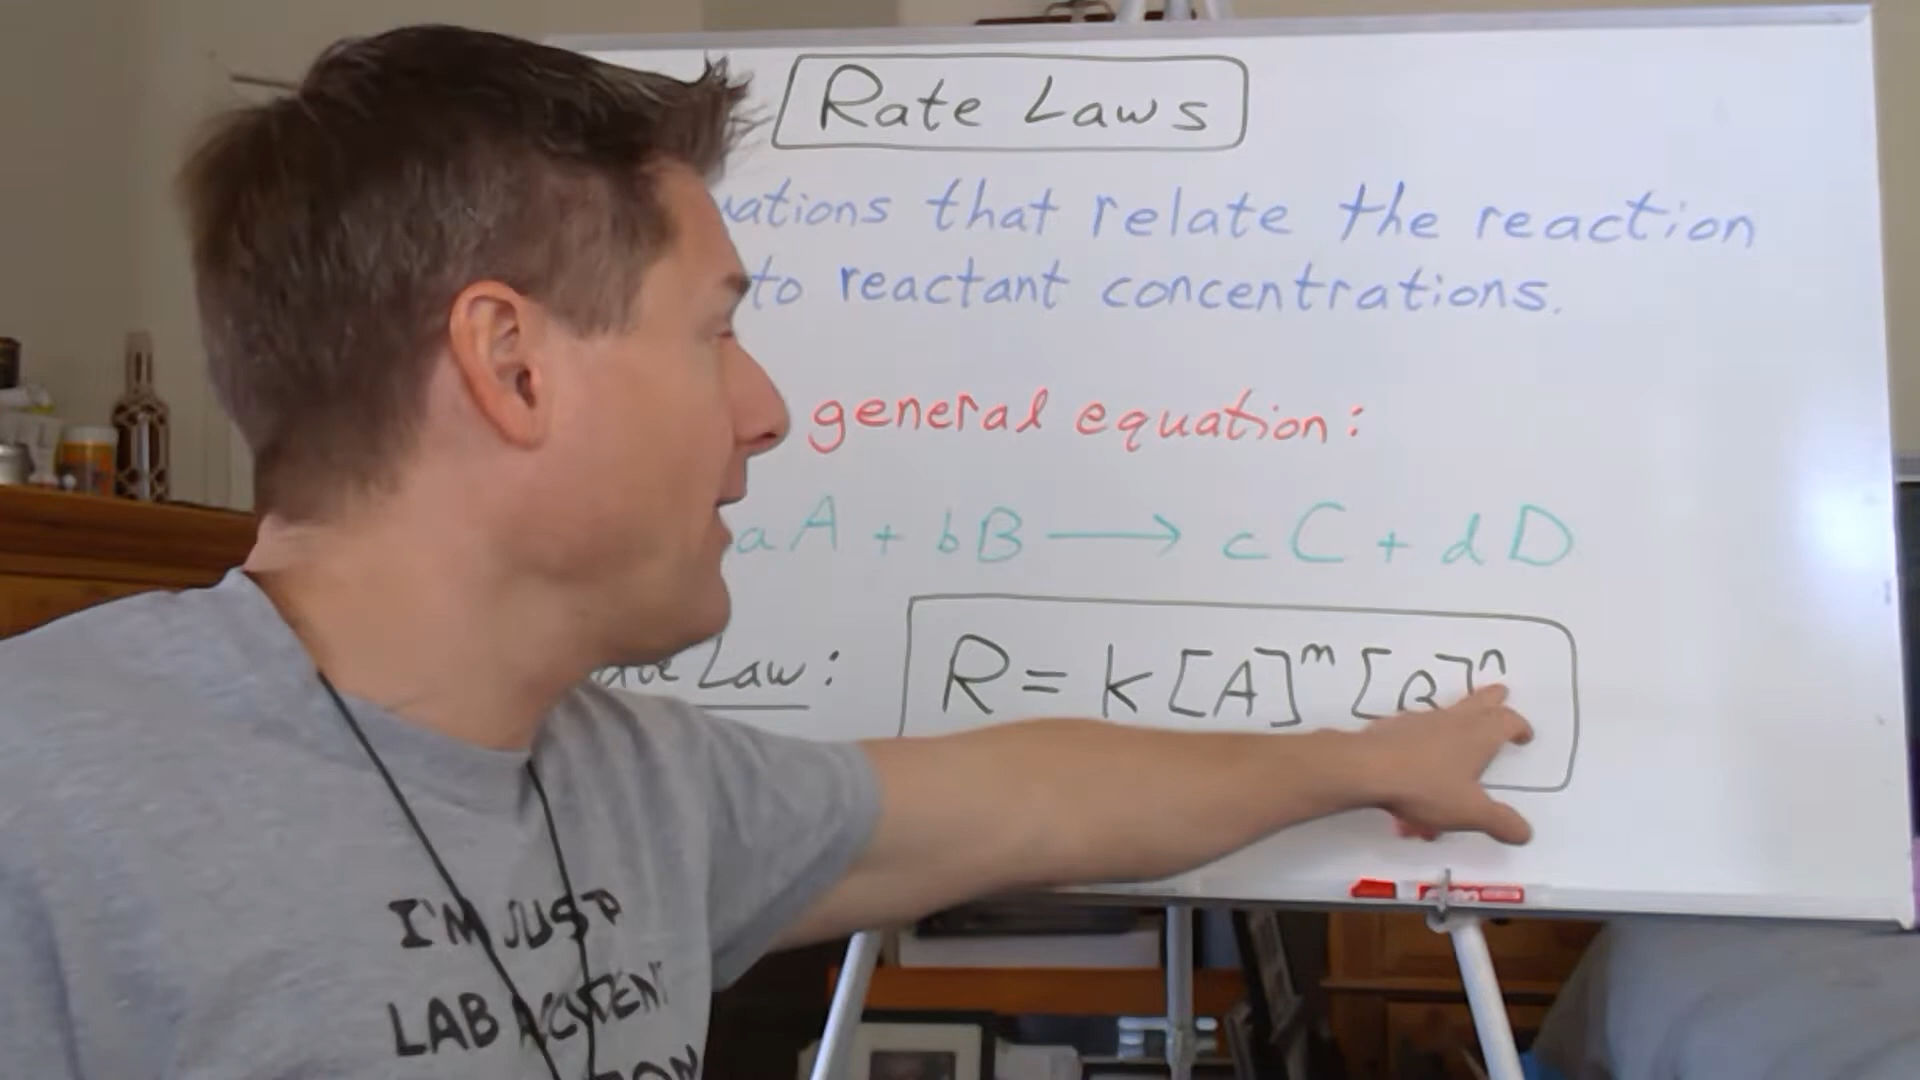 Rate Laws
uations that relate the reaction
to reactant concentrations.
general equation:
aA + bB ⟶ cC + dD
Law: R = k[A]ᵐ[B]ⁿ
I'M JUST
LAB ACCIDENT